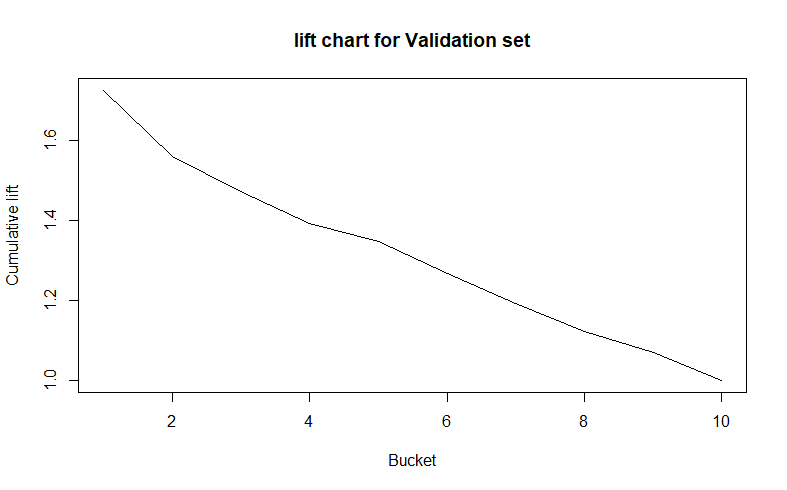 lift chart for Validation set
Cumulative lift
1.6
1.4
1.2
1.0
2 4 6 8 10
Bucket